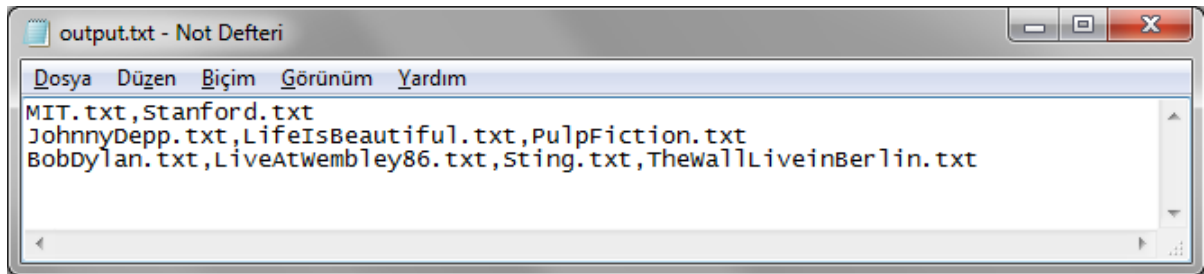 output.txt - Not Defteri
Dosya Düzen Biçim Görünüm Yardım
MIT.txt,Stanford.txt
JohnnyDepp.txt,LifeIsBeautiful.txt,PulpFiction.txt
BobDylan.txt,LiveAtWembley86.txt,Sting.txt,TheWallLiveinBerlin.txt